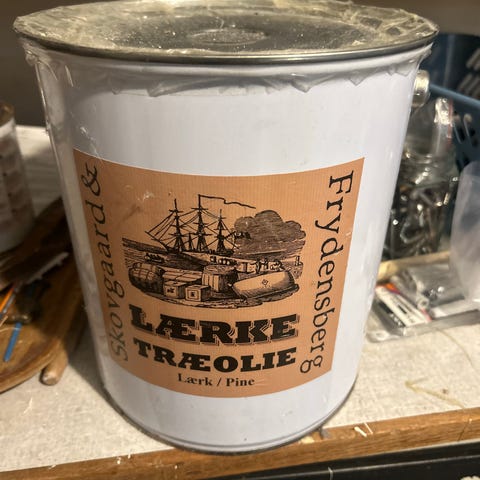 Skovgaard &
Frydensberg
LÆRKE
TRÆOLIE
Lærk / Pine